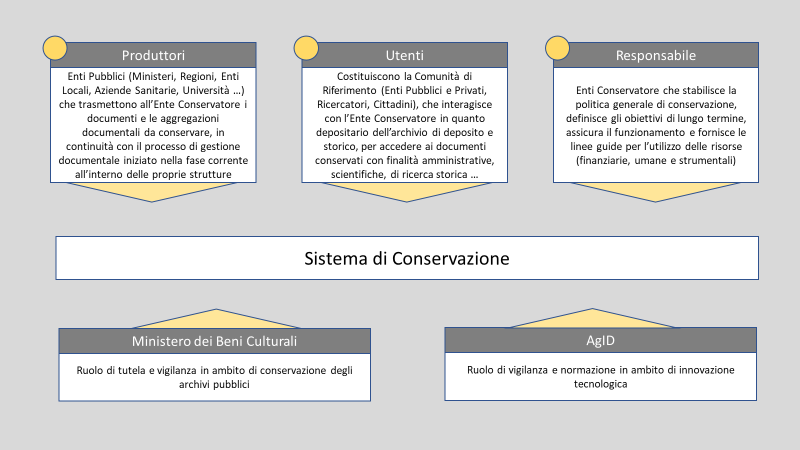 Produttori
Enti Pubblici (Ministeri, Regioni, Enti
Locali, Aziende Sanitarie, Università ...)
che trasmettono all'Ente Conservatore i
documenti e le aggregazioni
documentali da conservare, in
continuità con il processo di gestione
documentale iniziato nella fase corrente
all'interno delle proprie strutture
Utenti
Costituiscono la Comunità di
Riferimento (Enti Pubblici e Privati,
Ricercatori, Cittadini), che interagisce
con l'Ente Conservatore in quanto
depositario dell'archivio di deposito e
storico, per accedere ai documenti
conservati con finalità amministrative,
scientifiche, di ricerca storica ...
Responsabile
Enti Conservatore che stabilisce la
politica generale di conservazione,
definisce gli obiettivi di lungo termine,
assicura il funzionamento e fornisce le
linee guide per l'utilizzo delle risorse
(finanziarie, umane e strumentali)
Sistema di Conservazione
Ministero dei Beni Culturali
Ruolo di tutela e vigilanza in ambito di conservazione degli
archivi pubblici
AgID
Ruolo di vigilanza e normazione in ambito di innovazione
tecnologica